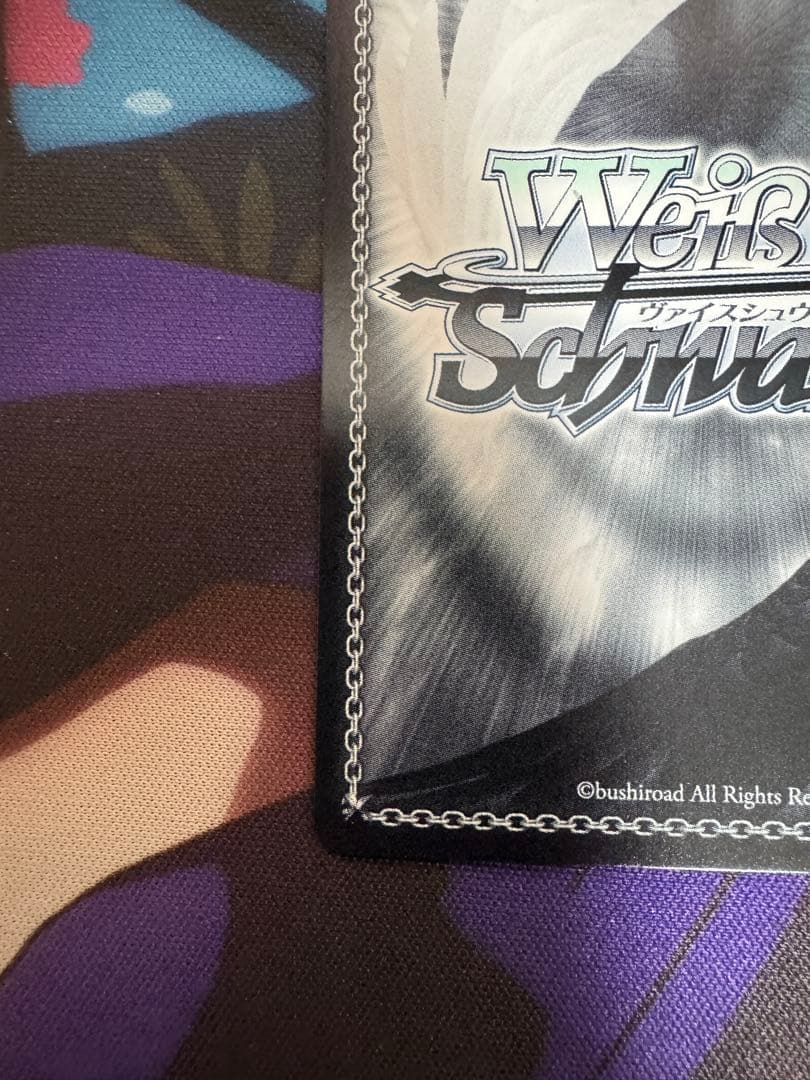 Weiß
ヴァイスシュヴ
Schwa
©bushiroad All Rights Re